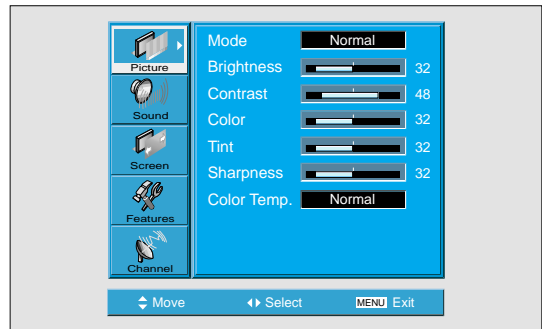 Picture
Sound
Screen
Features
Channel
Mode Normal
Brightness 32
Contrast 48
Color 32
Tint 32
Sharpness 32
Color Temp. Normal
Move Select MENU Exit